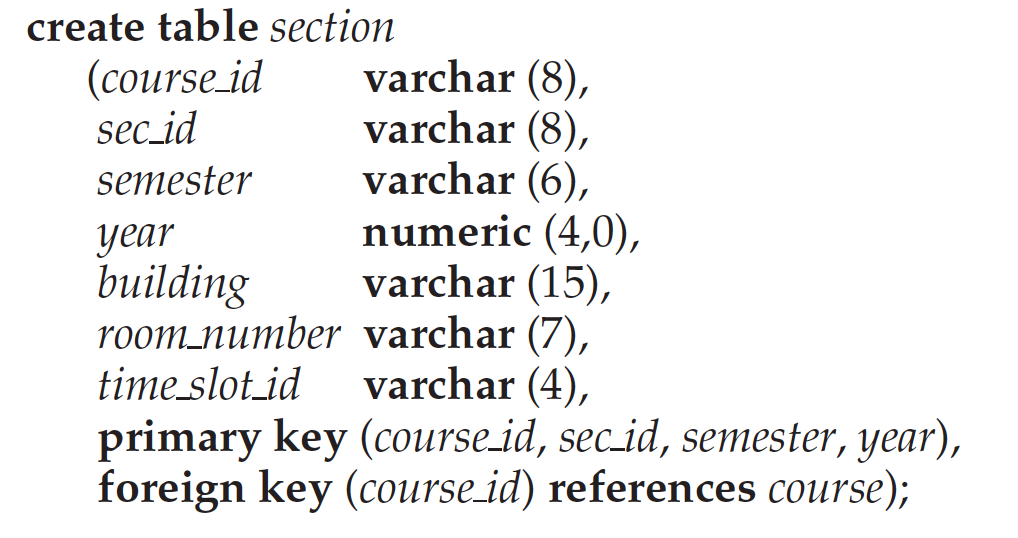 create table section
(course_id varchar (8),
sec_id varchar (8),
semester varchar (6),
year numeric (4,0),
building varchar (15),
room_number varchar (7),
time_slot_id varchar (4),
primary key (course_id, sec_id, semester, year),
foreign key (course_id) references course);